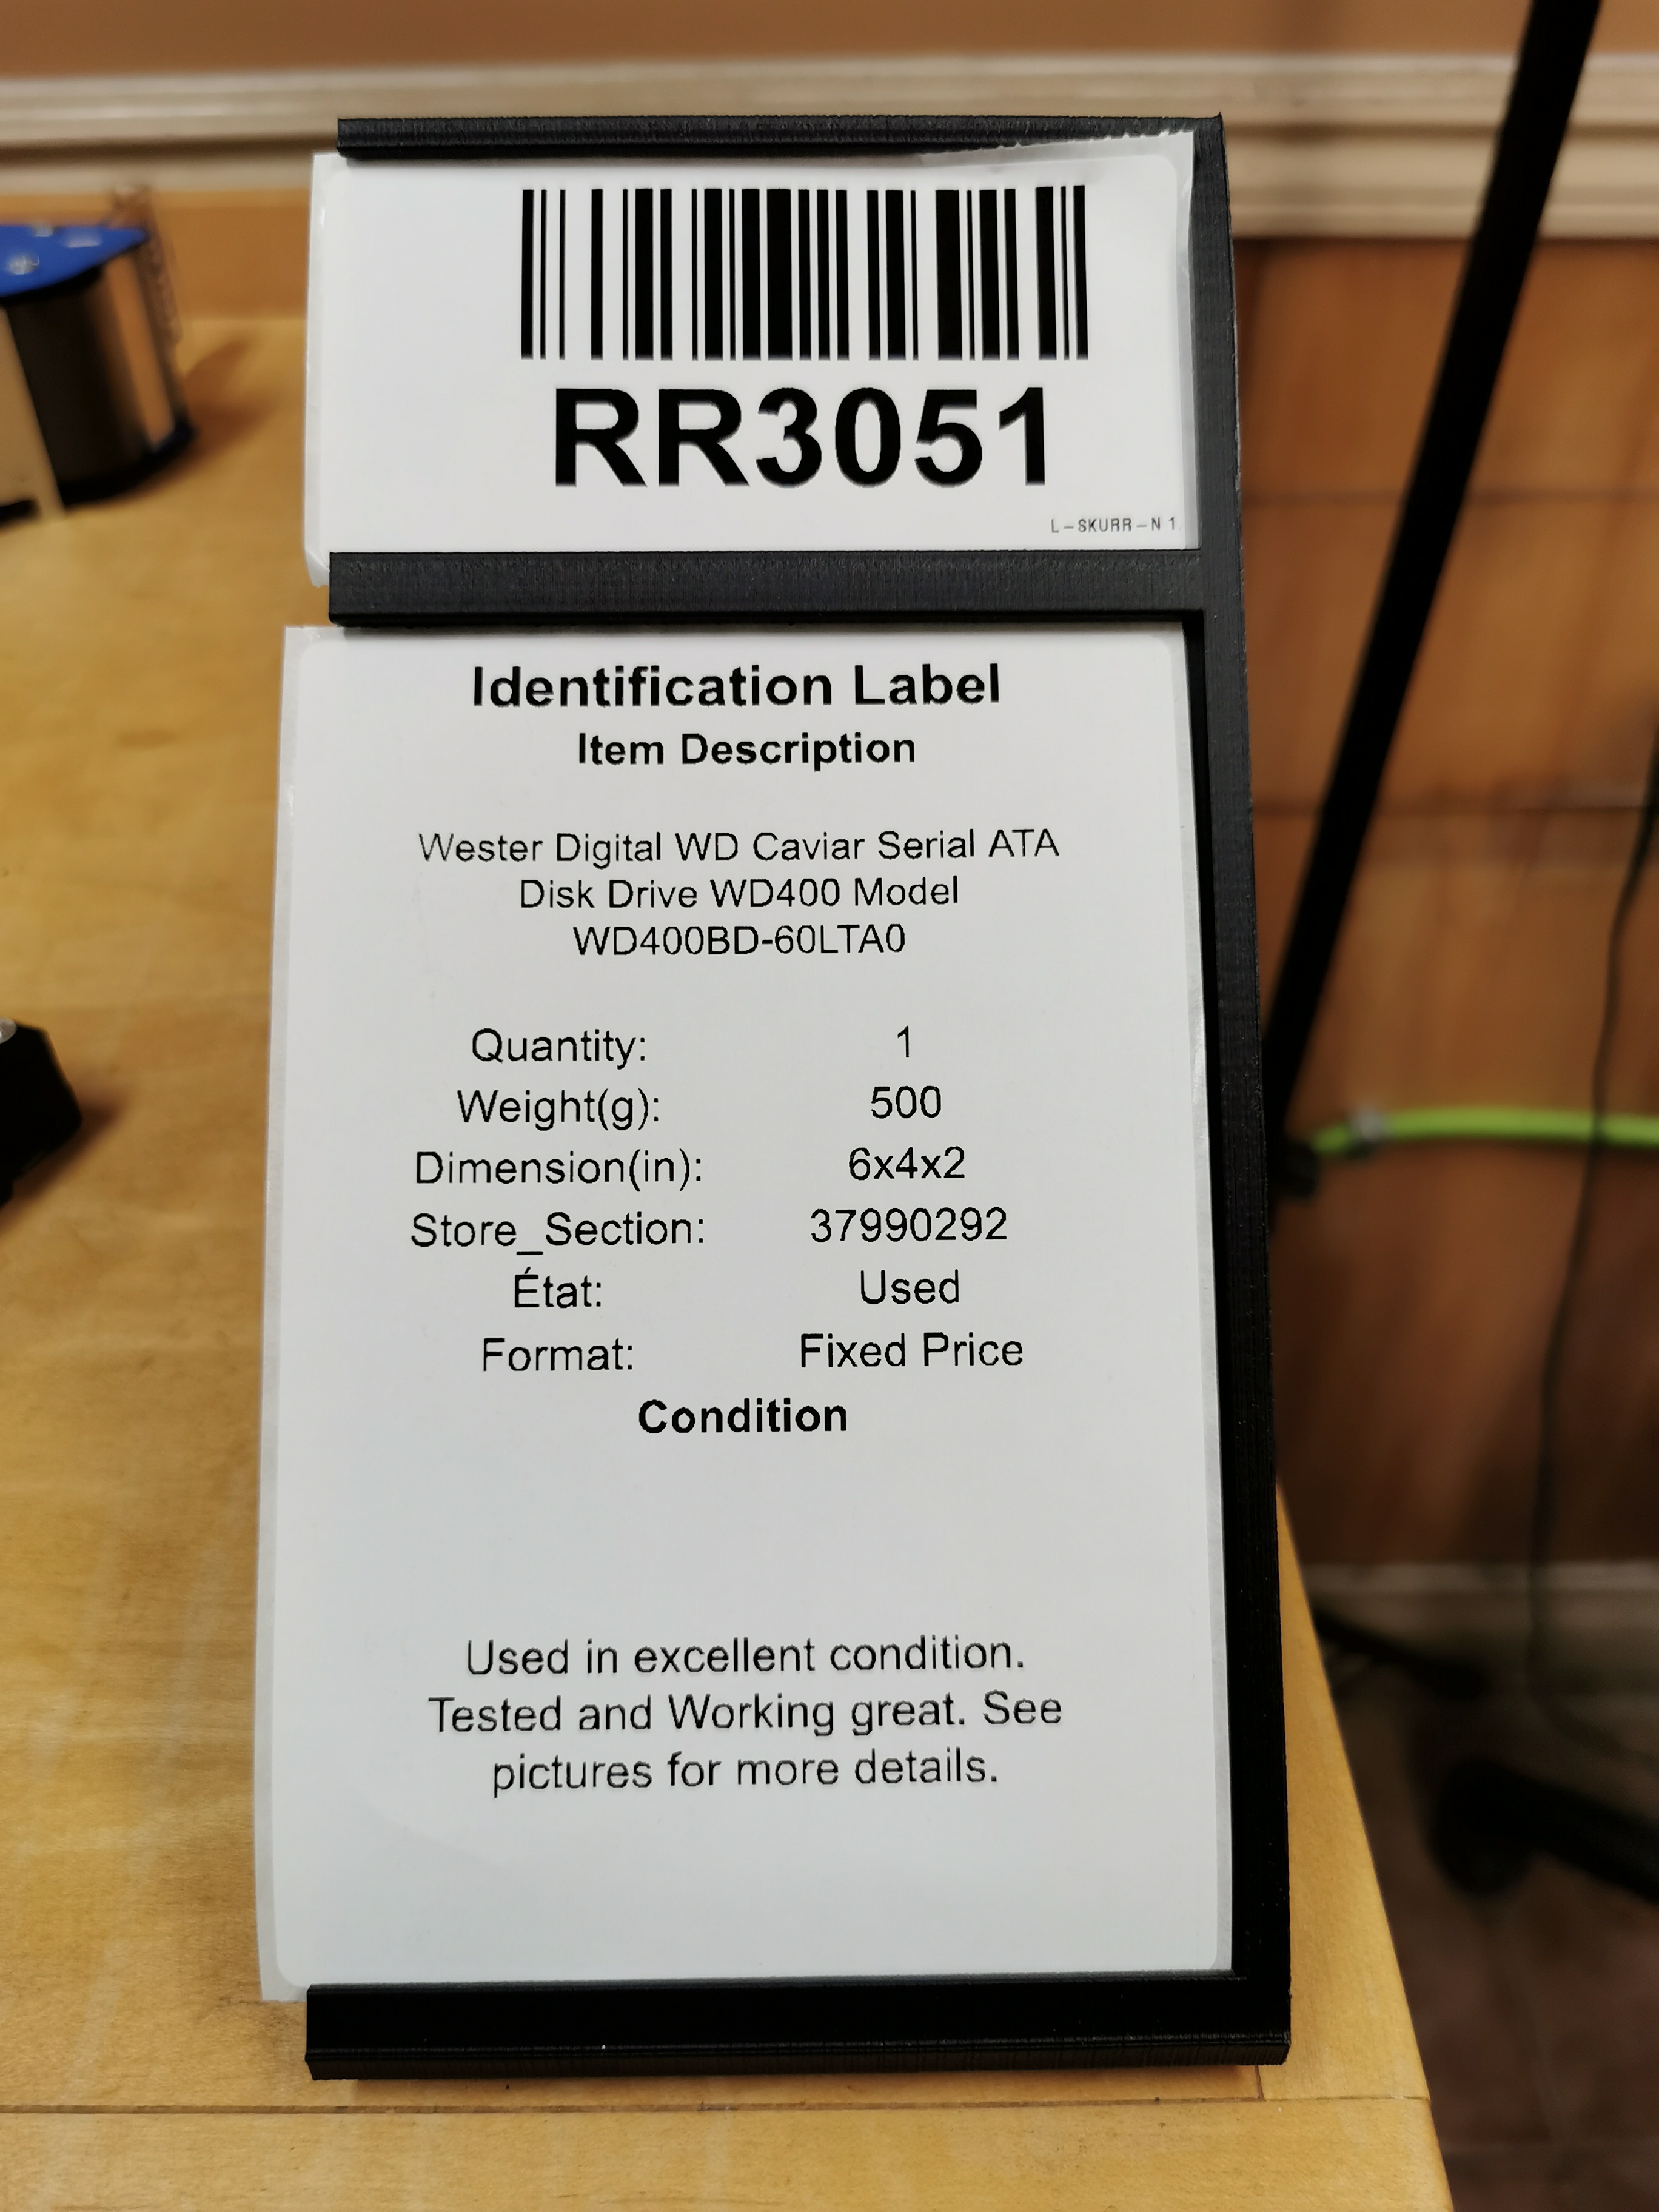 RR3051
L-SKURR-N 1
Identification Label
Item Description
Wester Digital WD Caviar Serial ATA
Disk Drive WD400 Model
WD400BD-60LTA0
Quantity: 1
Weight(g): 500
Dimension(in): 6x4x2
Store_Section: 37990292
État: Used
Format: Fixed Price
Condition
Used in excellent condition.
Tested and Working great. See
pictures for more details.